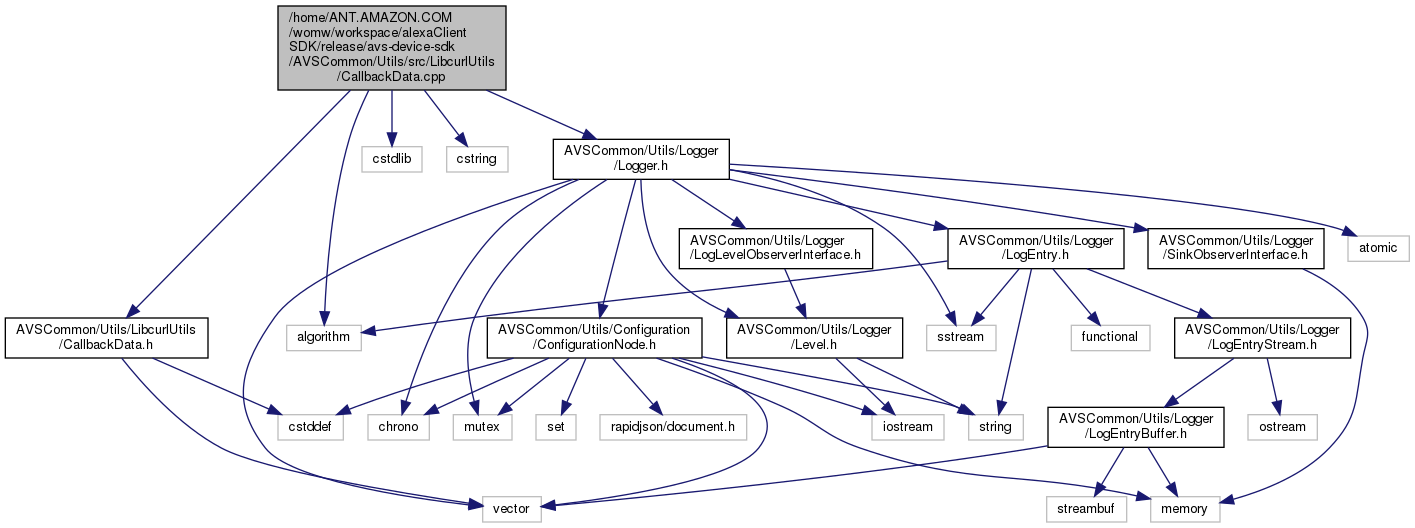 /home/ANT.AMAZON.COM
/womw/workspace/alexaClient
SDK/release/avs-device-sdk
/AVSCommon/Utils/src/LibcurlUtils
/CallbackData.cpp
cstdlib
cstring
AVSCommon/Utils/Logger
/Logger.h
AVSCommon/Utils/Logger
/LogLevelObserverInterface.h
AVSCommon/Utils/Logger
/LogEntry.h
AVSCommon/Utils/Logger
/SinkObserverInterface.h
atomic
AVSCommon/Utils/LibcurlUtils
/CallbackData.h
algorithm
AVSCommon/Utils/Configuration
/ConfigurationNode.h
AVSCommon/Utils/Logger
/Level.h
sstream
functional
AVSCommon/Utils/Logger
/LogEntryStream.h
cstddef
chrono
mutex
set
rapidjson/document.h
iostream
string
AVSCommon/Utils/Logger
/LogEntryBuffer.h
ostream
vector
streambuf
memory